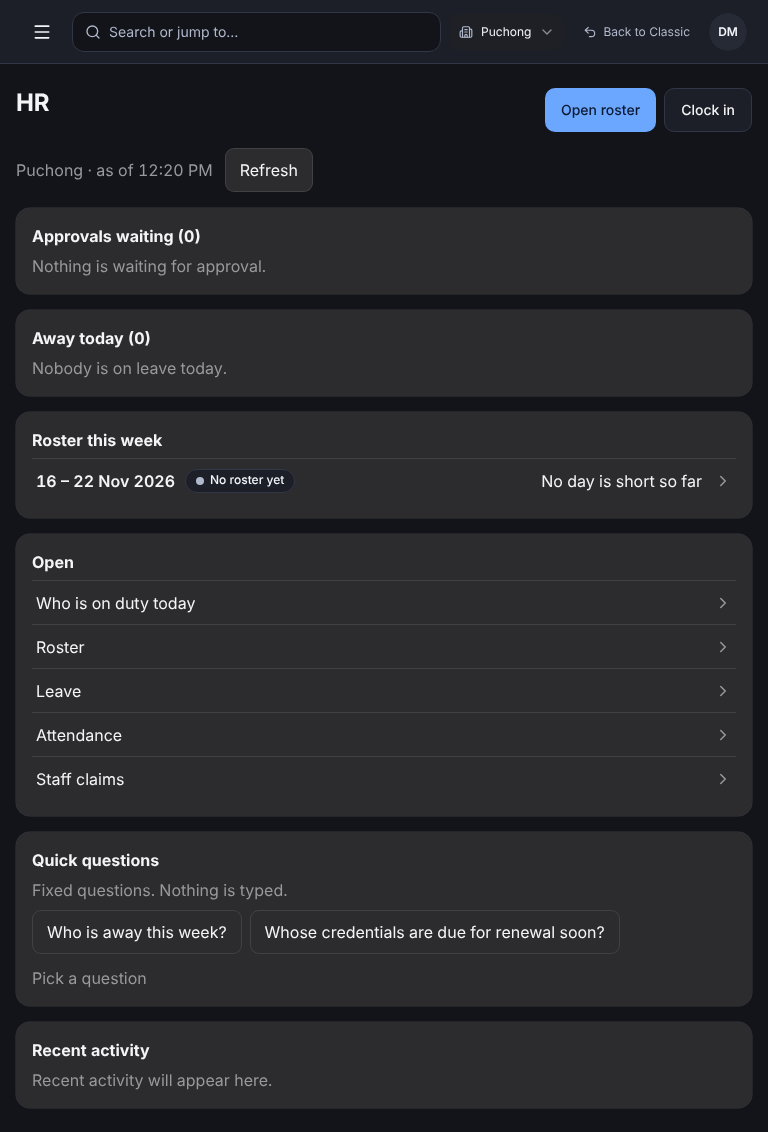 Search or jump to...
Puchong
Back to Classic
DM
HR
Open roster
Clock in
Puchong · as of 12:20 PM
Refresh
Approvals waiting (0)
Nothing is waiting for approval.
Away today (0)
Nobody is on leave today.
Roster this week
16 – 22 Nov 2026
No roster yet
No day is short so far
Open
Who is on duty today
Roster
Leave
Attendance
Staff claims
Quick questions
Fixed questions. Nothing is typed.
Who is away this week?
Whose credentials are due for renewal soon?
Pick a question
Recent activity
Recent activity will appear here.